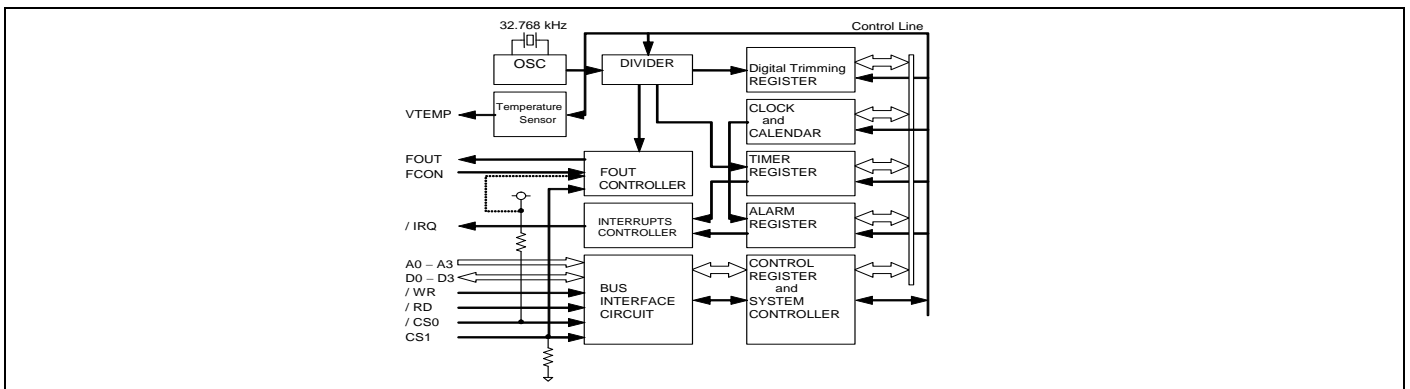 32.768 kHz
Control Line
OSC
DIVIDER
Digital Trimming
REGISTER
VTEMP
Temperature
Sensor
CLOCK
and
CALENDAR
FOUT
FCON
FOUT
CONTROLLER
TIMER
REGISTER
/ IRQ
INTERRUPTS
CONTROLLER
ALARM
REGISTER
A0 – A3
D0 – D3
/ WR
/ RD
/ CS0
CS1
BUS
INTERFACE
CIRCUIT
CONTROL
REGISTER
and
SYSTEM
CONTROLLER